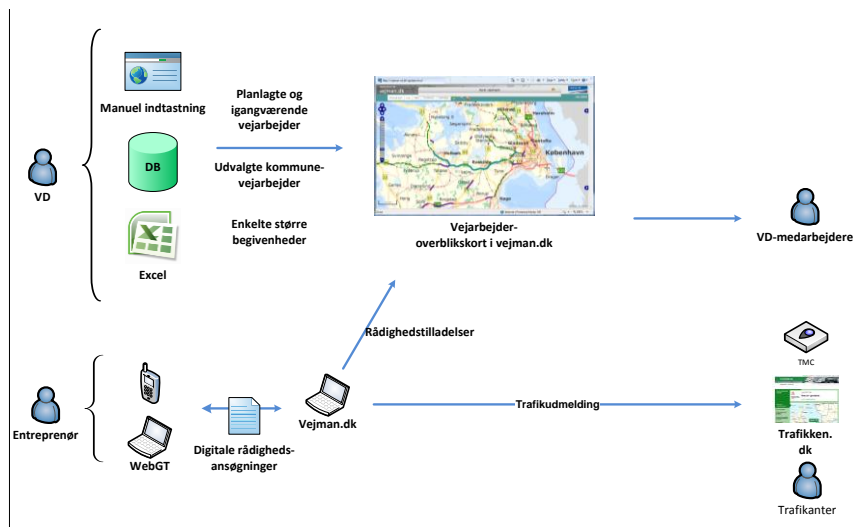 Manuel indtastning
Planlagte og
igangværende
vejarbejder
DB
VD
Udvalgte kommune-
vejarbejder
Enkelte større
begivenheder
Excel
København
Vejarbejder-
overblikskort i vejman.dk
VD-medarbejdere
Rådighedstilladelser
TMC
Entreprenør
WebGT
Digitale rådigheds-
ansøgninger
Vejman.dk
Trafikudmelding
Trafikken.
dk
Trafikanter